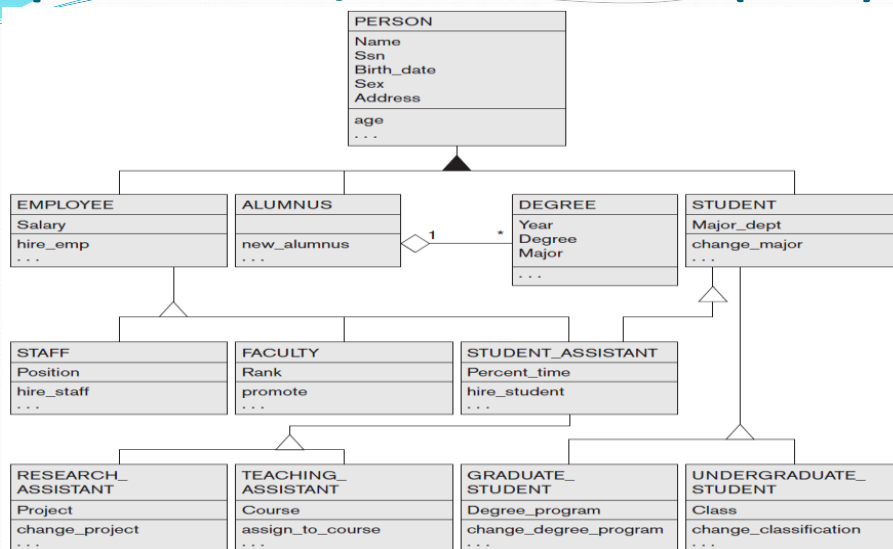 PERSON
Name
Ssn
Birth_date
Sex
Address
age
. . .
EMPLOYEE
Salary
hire_emp
. . .
ALUMNUS
new_alumnus
. . .
1
*
DEGREE
Year
Degree
Major
. . .
STUDENT
Major_dept
change_major
. . .
STAFF
Position
hire_staff
. . .
FACULTY
Rank
promote
. . .
STUDENT_ASSISTANT
Percent_time
hire_student
. . .
RESEARCH_
ASSISTANT
Project
change_project
. . .
TEACHING_
ASSISTANT
Course
assign_to_course
. . .
GRADUATE_
STUDENT
Degree_program
change_degree_program
. . .
UNDERGRADUATE_
STUDENT
Class
change_classification
. . .